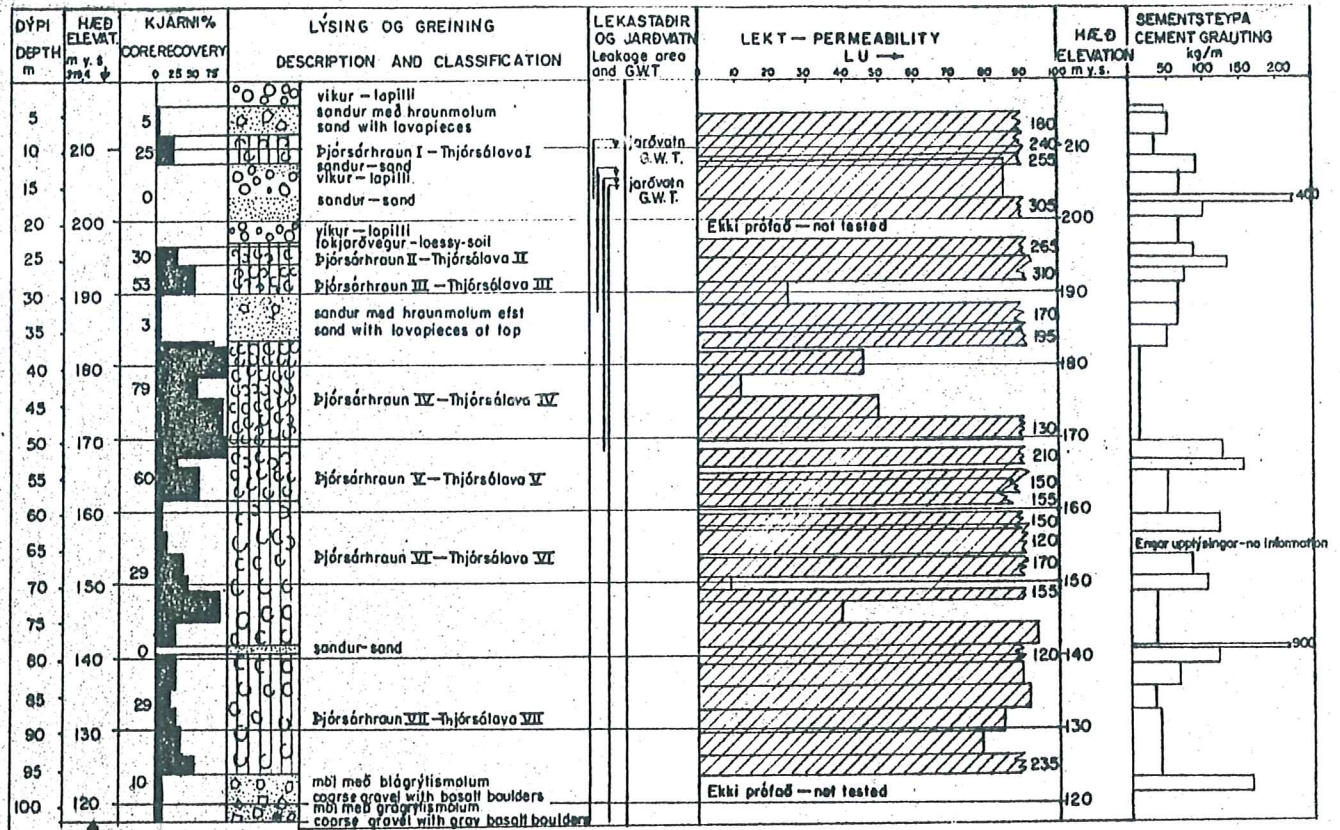 DÝPI
DEPTH
m
HÆÐ
ELEVAT.
m y. s.
KJÁRNI %
CORE RECOVERY
0 25 50 75
LÝSING OG GREINING
DESCRIPTION AND CLASSIFICATION
LEKASTAÐIR
OG JARÐVATN
Leakage area
and G.W.T.
LEKT — PERMEABILITY
LU →
0 10 20 30 40 50 60 70 80 90
HÆÐ
ELEVATION
m y.s.
SEMENTSTEYPA
CEMENT GRAUTING
kg/m
50 100 200
5
10
15
20
25
30
35
40
45
50
55
60
65
70
75
80
85
90
95
100
210
200
190
180
170
160
150
140
130
120
5
25
0
30
53
3
79
60
29
0
29
10
vikur — lapilli
sandur með hraunmolum
sand with lavapieces
Þjórsárhraun I — Thjórsálava I
sandur — sand
vikur — lapilli
sandur — sand
vikur — lapilli
fokjarðvegur - loessy-soil
Þjórsárhraun II — Thjórsálava II
Þjórsárhraun III — Thjórsálava III
sandur með hraunmolum efst
sand with lavapieces at top
Þjórsárhraun IV — Thjórsálava IV
Þjórsárhraun V — Thjórsálava V
Þjórsárhraun VI — Thjórsálava VI
sandur-sand
Þjórsárhraun VII — Thjórsálava VII
möl með blágrýtismolum
coarse gravel with basalt boulders
möl með grágrýtismolum
coarse gravel with gray basalt boulders
jarðvatn
G.W.T.
jarðvatn
G.W.T.
160
240
255
305
Ekki prófað — not tested
265
310
170
195
130
210
150
155
150
120
170
155
120
235
Ekki prófað — not tested
210
200
190
180
170
160
150
140
130
120
400
Engar upplýsingar - no information
900